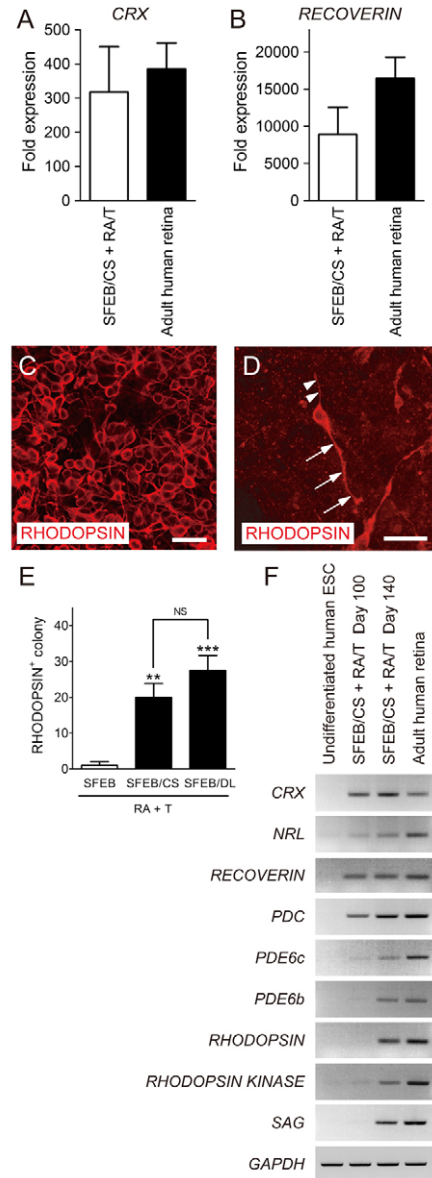 A
CRX
Fold expression
500
400
300
200
100
0
SFEB/CS + RA/T
Adult human retina
B
RECOVERIN
Fold expression
20000
15000
10000
5000
0
SFEB/CS + RA/T
Adult human retina
C
RHODOPSIN
D
RHODOPSIN
E
RHODOPSIN+ colony
40
30
20
10
0
NS
**
***
SFEB
SFEB/CS
SFEB/DL
RA + T
F
Undifferentiated human ESC
SFEB/CS + RA/T Day 100
SFEB/CS + RA/T Day 140
Adult human retina
CRX
NRL
RECOVERIN
PDC
PDE6c
PDE6b
RHODOPSIN
RHODOPSIN KINASE
SAG
GAPDH